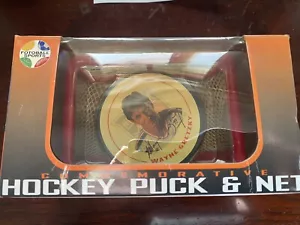 FOTOBALL
SPORTS
WAYNE GRETZKY
COMMEMORATIVE
HOCKEY PUCK & NET